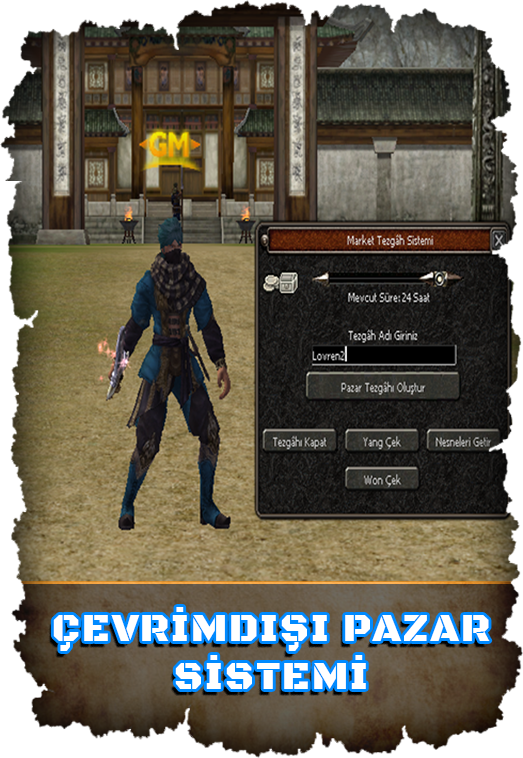 GM
Market Tezgâh Sistemi
Mevcut Süre: 24 Saat
Tezgâh Adı Giriniz
Lovren2
Pazar Tezgâhı Oluştur
Tezgâhı Kapat
Yang Çek
Nesneleri Getir
Won Çek
ÇEVRİMDIŞI PAZAR
SİSTEMİ